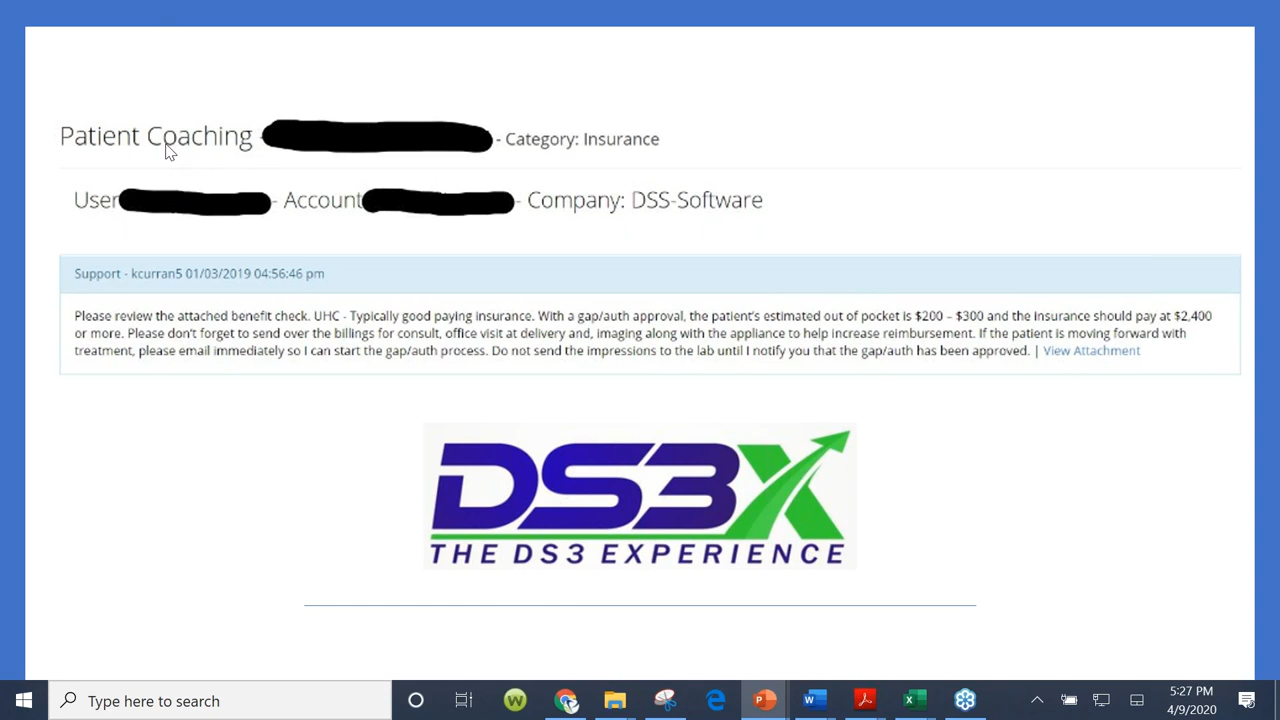 Patient Coaching - - Category: Insurance
User - Account - Company: DSS-Software
Support - kcurran5 01/03/2019 04:56:46 pm
Please review the attached benefit check. UHC - Typically good paying insurance. With a gap/auth approval, the patient's estimated out of pocket is $200 – $300 and the insurance should pay at $2,400
or more. Please don't forget to send over the billings for consult, office visit at delivery and, imaging along with the appliance to help increase reimbursement. If the patient is moving forward with
treatment, please email immediately so I can start the gap/auth process. Do not send the impressions to the lab until I notify you that the gap/auth has been approved. | View Attachment
DS3X
THE DS3 EXPERIENCE
Type here to search
5:27 PM
4/9/2020